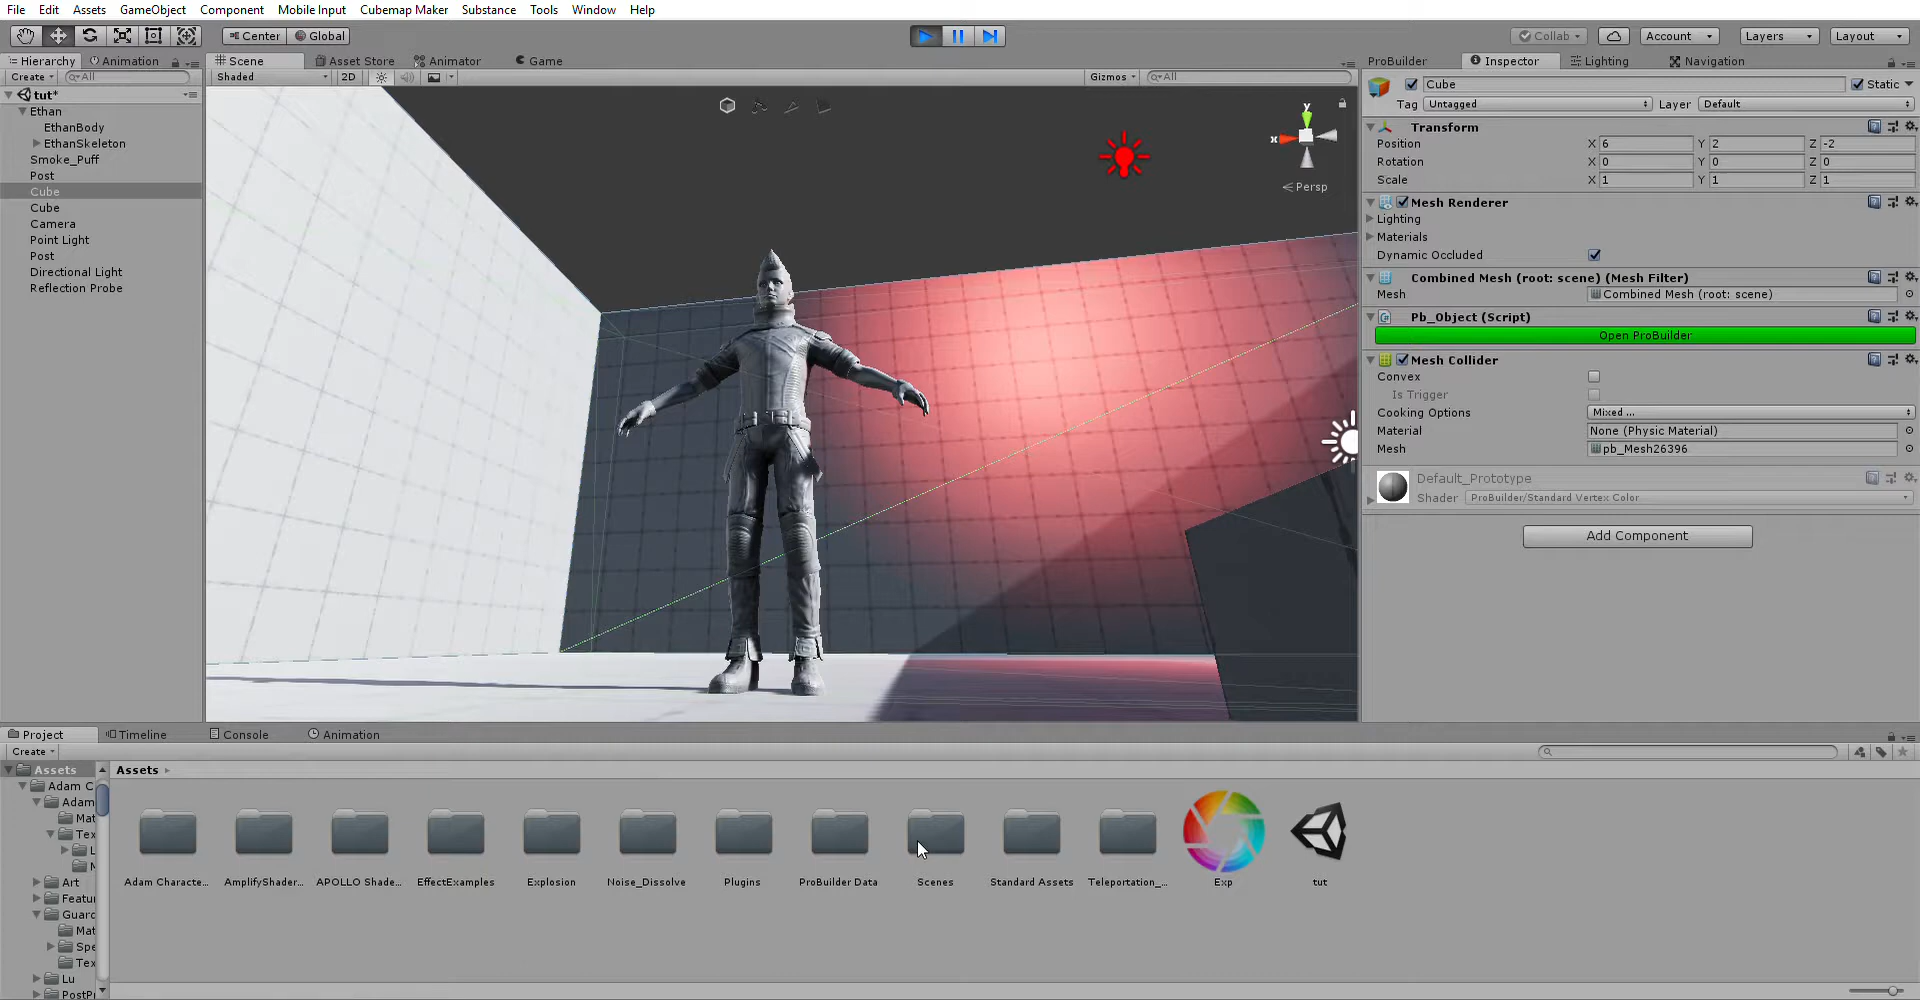 File Edit Assets GameObject Component Mobile Input Cubemap Maker Substance Tools Window Help
Center Global Collab Account Layers Layout
Hierarchy Animation
Create All
tut*
Ethan
EthanBody
EthanSkeleton
Smoke_Puff
Post
Cube
Cube
Camera
Point Light
Post
Directional Light
Reflection Probe
Scene Asset Store Animator Game
Shaded 2D Gizmos All
y
x
Persp
ProBuilder Inspector Lighting Navigation
Cube Static
Tag Untagged Layer Default
Transform
Position X 6 Y 2 Z -2
Rotation X 0 Y 0 Z 0
Scale X 1 Y 1 Z 1
Mesh Renderer
Lighting
Materials
Dynamic Occluded
Combined Mesh (root: scene) (Mesh Filter)
Mesh Combined Mesh (root: scene)
Pb_Object (Script)
Open ProBuilder
Mesh Collider
Convex
Is Trigger
Cooking Options Mixed ...
Material None (Physic Material)
Mesh pb_Mesh26396
Default_Prototype
Shader ProBuilder/Standard Vertex Color
Add Component
Project Timeline Console Animation
Create
Assets
Adam C
Adam
Mat
Tex
L
Art
Featu
Guard
Mat
Spe
Tex
Lu
PostPr
Assets
Adam Characte... AmplifyShader... APOLLO Shade... EffectExamples Explosion Noise_Dissolve Plugins ProBuilder Data Scenes Standard Assets Teleportation_... Exp tut